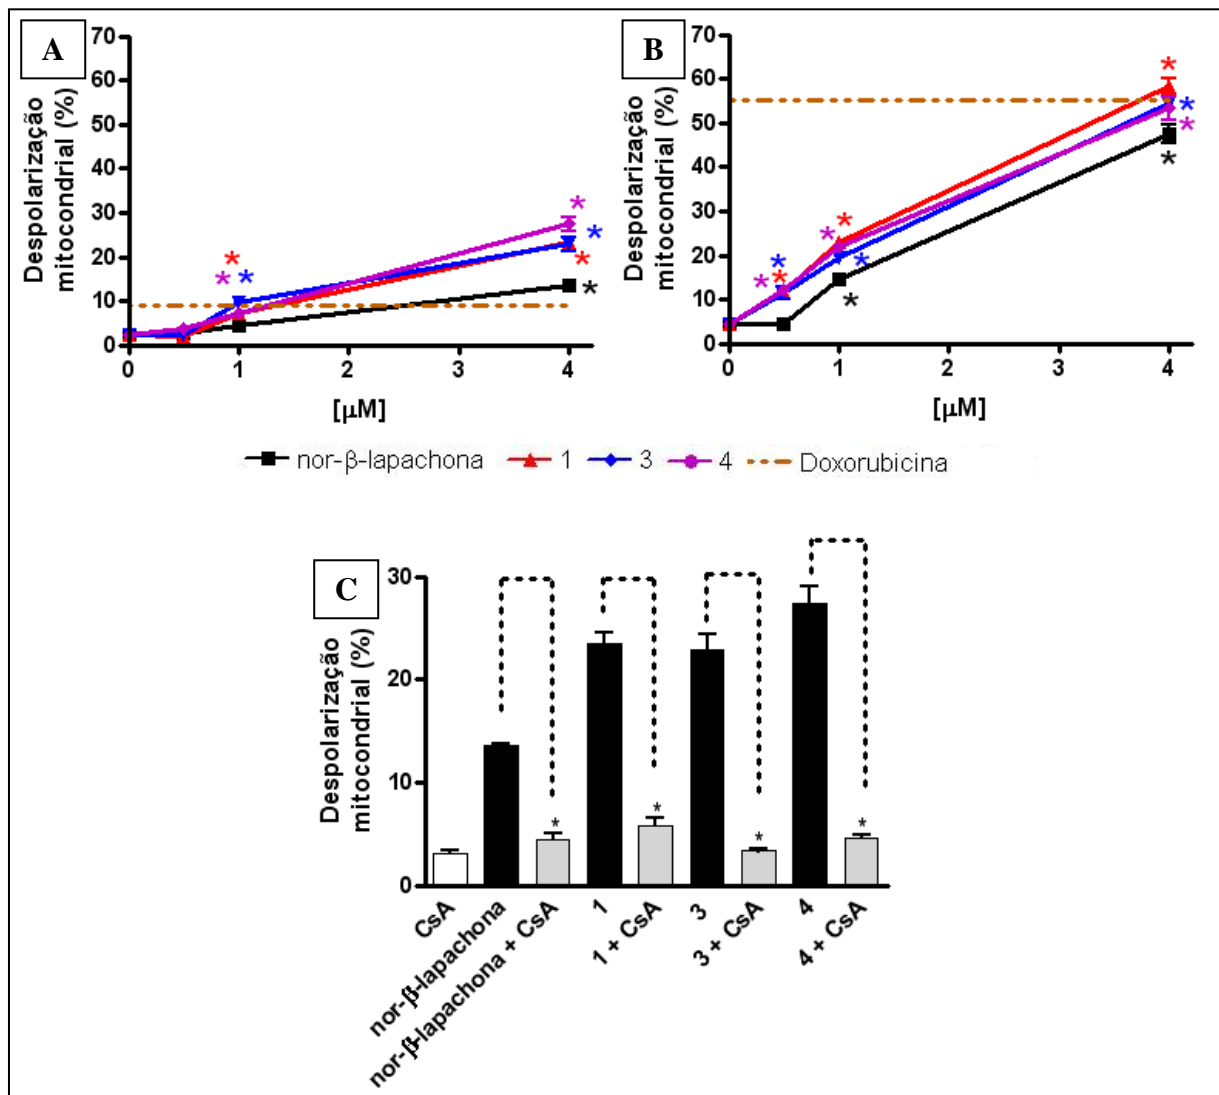 A
Despolarização
mitocondrial (%)
70
60
50
40
30
20
10
0
0 1 2 3 4
[μM]
*
*
*
*
*
*
*
B
Despolarização
mitocondrial (%)
70
60
50
40
30
20
10
0
0 1 2 3 4
[μM]
*
*
*
*
*
*
*
*
*
*
*
nor-β-lapachona 1 3 4 Doxorubicina
C
Despolarização
mitocondrial (%)
30
20
10
0
* * * *
CsA
nor-β-lapachona
nor-β-lapachona + CsA
1
1 + CsA
3
3 + CsA
4
4 + CsA